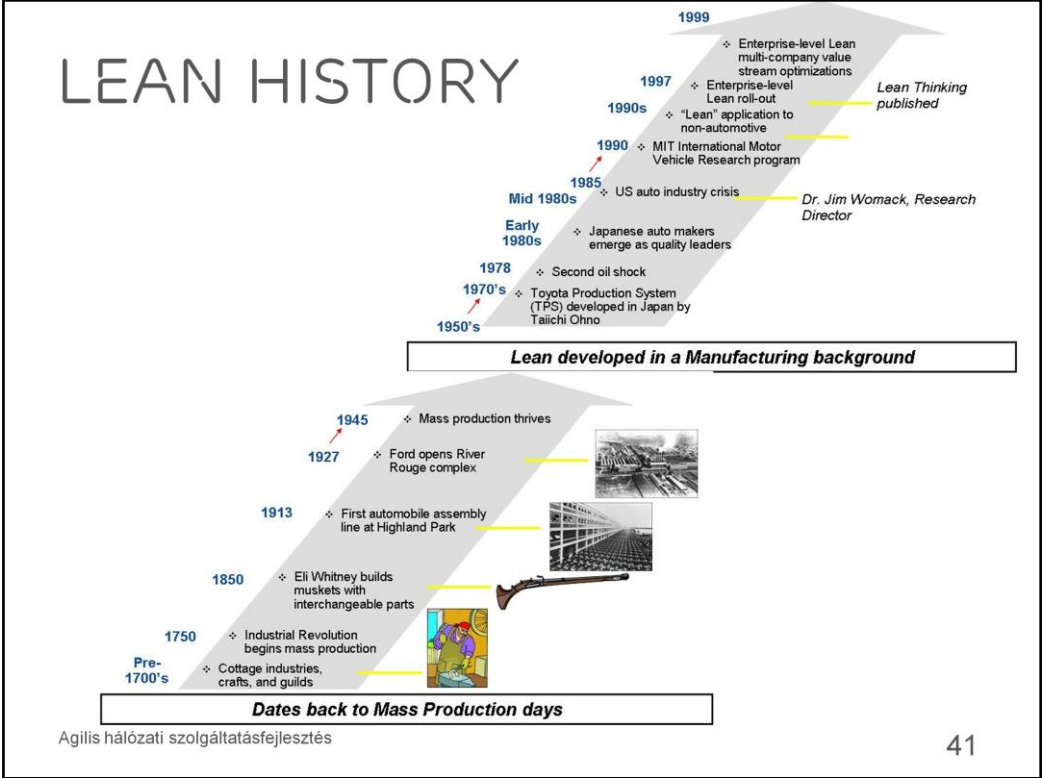 LEAN HISTORY
1999
❖ Enterprise-level Lean
multi-company value
stream optimizations
1997
❖ Enterprise-level
Lean roll-out
Lean Thinking
published
1990s
❖ “Lean” application to
non-automotive
1990
❖ MIT International Motor
Vehicle Research program
1985
Mid 1980s
❖ US auto industry crisis
Dr. Jim Womack, Research
Director
Early
1980s
❖ Japanese auto makers
emerge as quality leaders
1978
❖ Second oil shock
1970’s
❖ Toyota Production System
(TPS) developed in Japan by
Taiichi Ohno
1950’s
Lean developed in a Manufacturing background
1945
❖ Mass production thrives
1927
❖ Ford opens River
Rouge complex
1913
❖ First automobile assembly
line at Highland Park
1850
❖ Eli Whitney builds
muskets with
interchangeable parts
1750
❖ Industrial Revolution
begins mass production
Pre-
1700’s
❖ Cottage industries,
crafts, and guilds
Dates back to Mass Production days
Agilis hálózati szolgáltatásfejlesztés
41